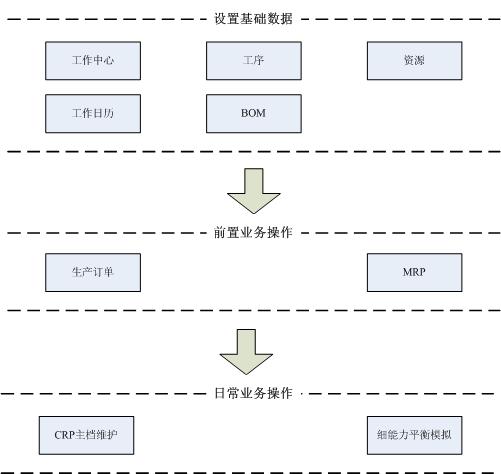 设置基础数据
工作中心
工序
资源
工作日历
BOM
前置业务操作
生产订单
MRP
日常业务操作
CRP主档维护
细能力平衡模拟